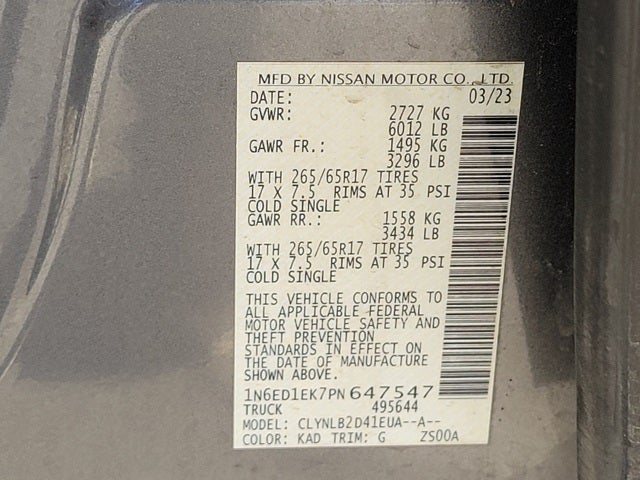 MFD BY NISSAN MOTOR CO., LTD.
DATE: 03/23
GVWR: 2727 KG
6012 LB
GAWR FR.: 1495 KG
3296 LB
WITH 265/65R17 TIRES
17 X 7.5 RIMS AT 35 PSI
COLD SINGLE
GAWR RR.: 1558 KG
3434 LB
WITH 265/65R17 TIRES
17 X 7.5 RIMS AT 35 PSI
COLD SINGLE
THIS VEHICLE CONFORMS TO
ALL APPLICABLE FEDERAL
MOTOR VEHICLE SAFETY AND
THEFT PREVENTION
STANDARDS IN EFFECT ON
THE DATE OF MANUFACTURE
SHOWN ABOVE.
1N6ED1EK7PN647547
TRUCK 495644
MODEL: CLYNLB2D41EUA--A--
COLOR: KAD TRIM: G ZS00A